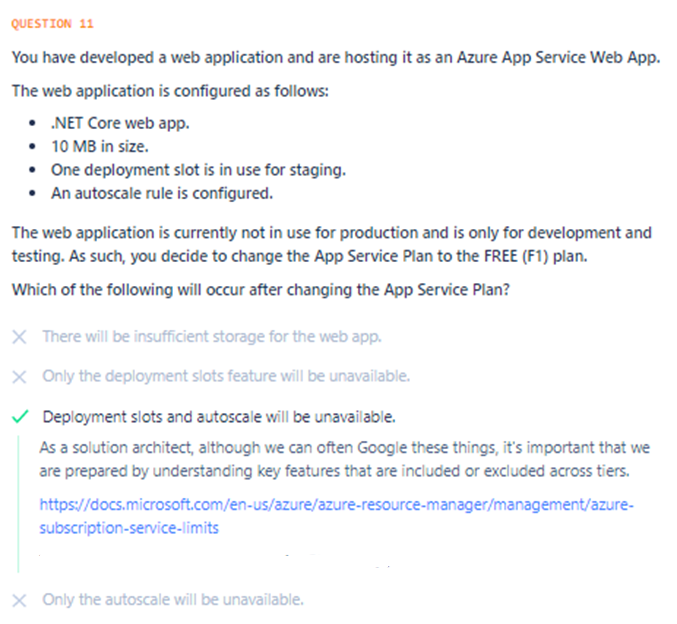 QUESTION 11
You have developed a web application and are hosting it as an Azure App Service Web App.
The web application is configured as follows:
• .NET Core web app.
• 10 MB in size.
• One deployment slot is in use for staging.
• An autoscale rule is configured.
The web application is currently not in use for production and is only for development and
testing. As such, you decide to change the App Service Plan to the FREE (F1) plan.
Which of the following will occur after changing the App Service Plan?
There will be insufficient storage for the web app.
Only the deployment slots feature will be unavailable.
Deployment slots and autoscale will be unavailable.
As a solution architect, although we can often Google these things, it's important that we
are prepared by understanding key features that are included or excluded across tiers.
https://docs.microsoft.com/en-us/azure/azure-resource-manager/management/azure-
subscription-service-limits
Only the autoscale will be unavailable.